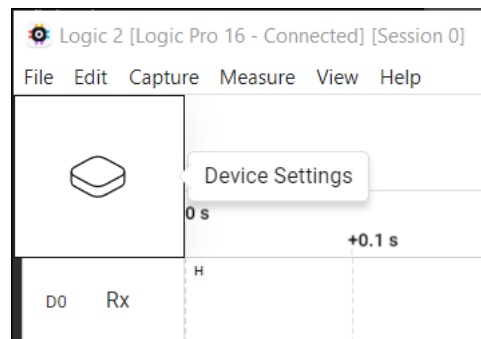 Logic 2 [Logic Pro 16 - Connected] [Session 0]
File Edit Capture Measure View Help
Device Settings
0 s
+0.1 s
H
D0 Rx